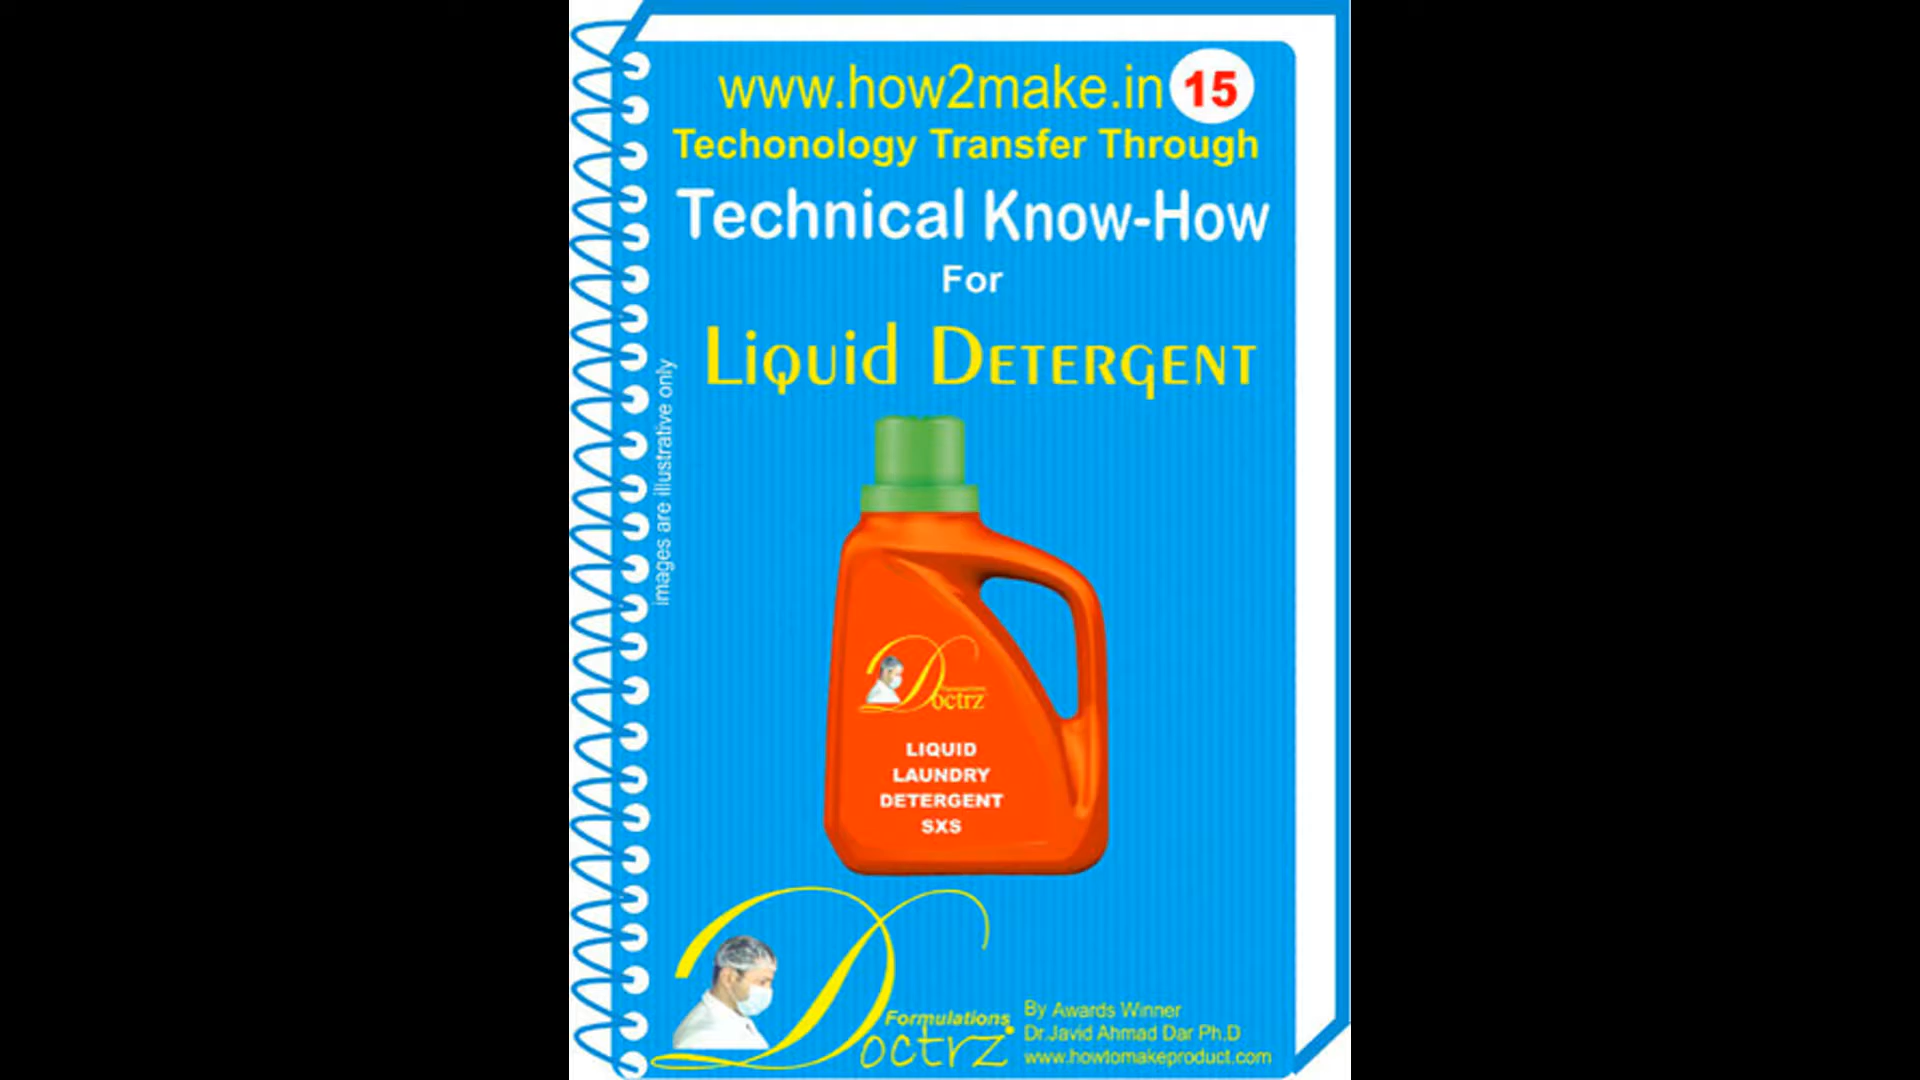 www.how2make.in 15
Techonology Transfer Through
Technical Know-How
For
Liquid Detergent
images are illustrative only
Doctrz
LIQUID
LAUNDRY
DETERGENT
SXS
Formulations
Doctrz
By Awards Winner
Dr.Javid Ahmad Dar Ph.D
www.howtomakeproduct.com